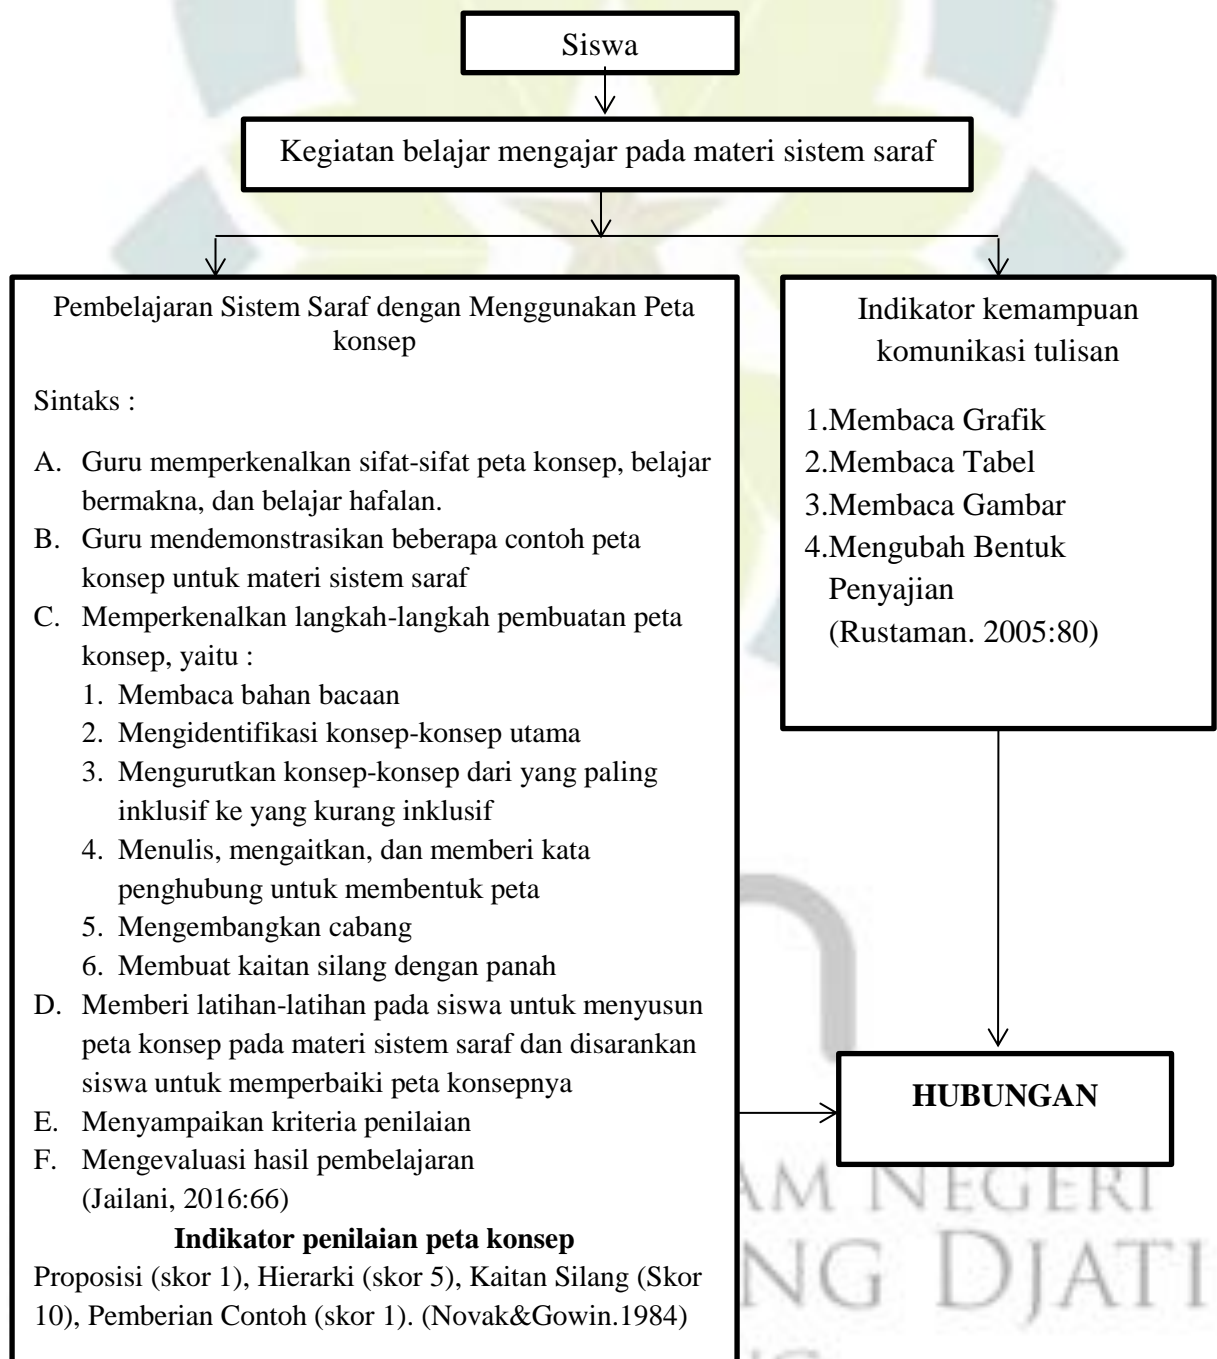 Siswa
Kegiatan belajar mengajar pada materi sistem saraf
Pembelajaran Sistem Saraf dengan Menggunakan Peta
konsep
Sintaks :
A. Guru memperkenalkan sifat-sifat peta konsep, belajar
bermakna, dan belajar hafalan.
B. Guru mendemonstrasikan beberapa contoh peta
konsep untuk materi sistem saraf
C. Memperkenalkan langkah-langkah pembuatan peta
konsep, yaitu :
1. Membaca bahan bacaan
2. Mengidentifikasi konsep-konsep utama
3. Mengurutkan konsep-konsep dari yang paling
inklusif ke yang kurang inklusif
4. Menulis, mengaitkan, dan memberi kata
penghubung untuk membentuk peta
5. Mengembangkan cabang
6. Membuat kaitan silang dengan panah
D. Memberi latihan-latihan pada siswa untuk menyusun
peta konsep pada materi sistem saraf dan disarankan
siswa untuk memperbaiki peta konsepnya
E. Menyampaikan kriteria penilaian
F. Mengevaluasi hasil pembelajaran
(Jailani, 2016:66)
Indikator penilaian peta konsep
Proposisi (skor 1), Hierarki (skor 5), Kaitan Silang (Skor
10), Pemberian Contoh (skor 1). (Novak&Gowin.1984)
Indikator kemampuan
komunikasi tulisan
1.Membaca Grafik
2.Membaca Tabel
3.Membaca Gambar
4.Mengubah Bentuk
Penyajian
(Rustaman. 2005:80)
HUBUNGAN
AM NEGERI
NG DJATI